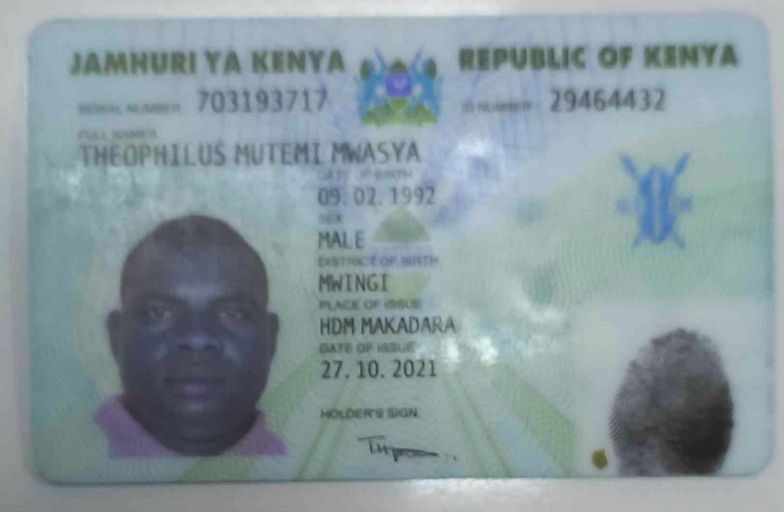 JAMHURI YA KENYA REPUBLIC OF KENYA
SERIAL NUMBER 703193717 ID NUMBER 29464432
FULL NAMES
THEOPHILUS MUTEMI MWASYA
DATE OF BIRTH
09. 02. 1992
SEX
MALE
DISTRICT OF BIRTH
MWINGI
PLACE OF ISSUE
HDM MAKADARA
DATE OF ISSUE
27. 10. 2021
HOLDER'S SIGN.